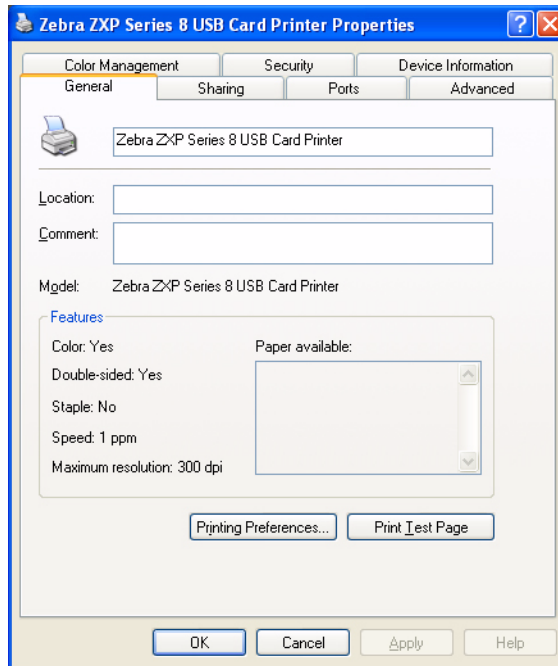 Zebra ZXP Series 8 USB Card Printer Properties
?
Color Management Security Device Information
General Sharing Ports Advanced
Zebra ZXP Series 8 USB Card Printer
Location:
Comment:
Model: Zebra ZXP Series 8 USB Card Printer
Features
Color: Yes Paper available:
Double-sided: Yes
Staple: No
Speed: 1 ppm
Maximum resolution: 300 dpi
Printing Preferences... Print Test Page
OK Cancel Apply Help